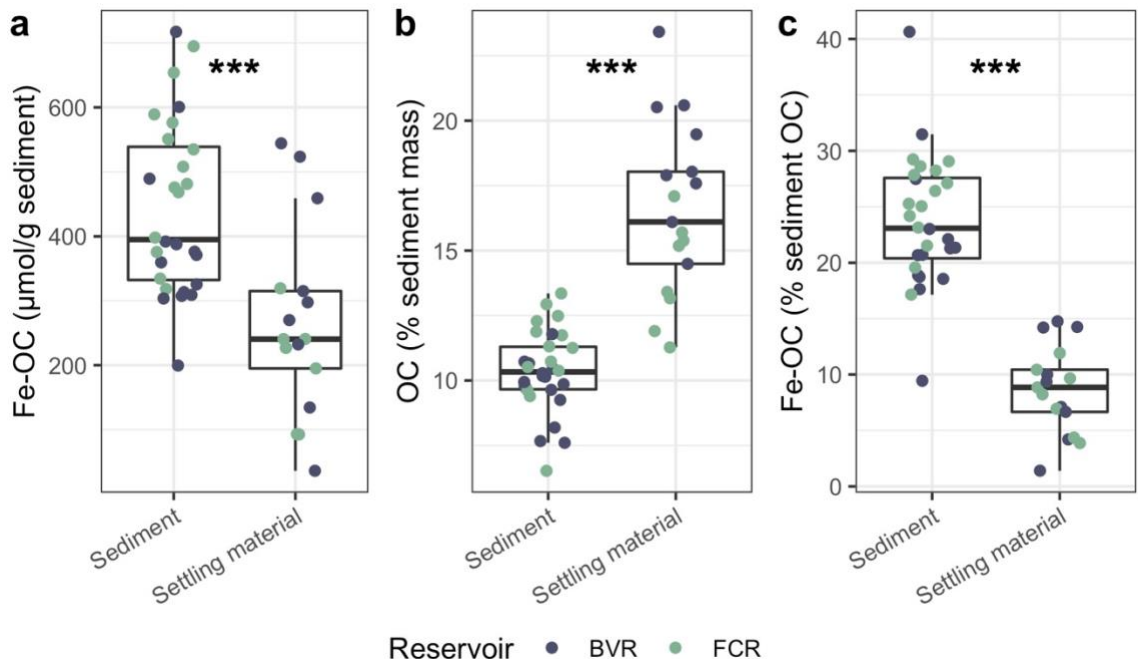 a
Fe-OC (µmol/g sediment)
600
400
200
***
Sediment
Settling material
b
OC (% sediment mass)
20
15
10
***
Sediment
Settling material
c
Fe-OC (% sediment OC)
40
30
20
10
0
***
Sediment
Settling material
Reservoir BVR FCR